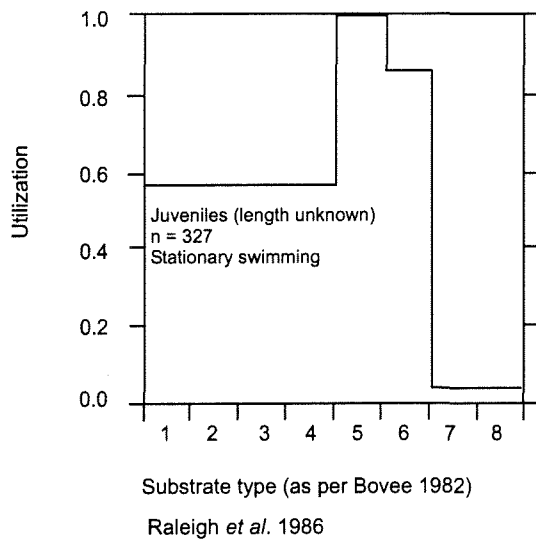 1.0
0.8
0.6
0.4
0.2
0.0
Utilization
Juveniles (length unknown)
n = 327
Stationary swimming
1 2 3 4 5 6 7 8
Substrate type (as per Bovee 1982)
Raleigh et al. 1986